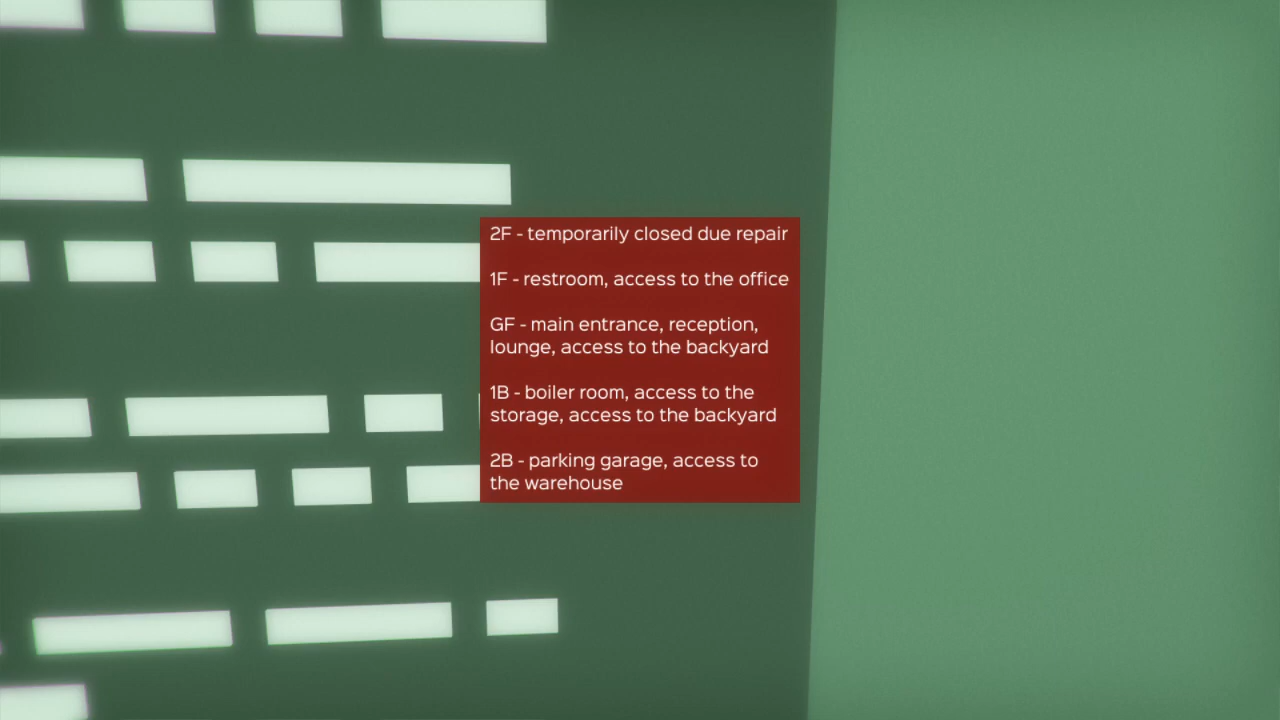 2F - temporarily closed due repair
1F - restroom, access to the office
GF - main entrance, reception,
lounge, access to the backyard
1B - boiler room, access to the
storage, access to the backyard
2B - parking garage, access to
the warehouse